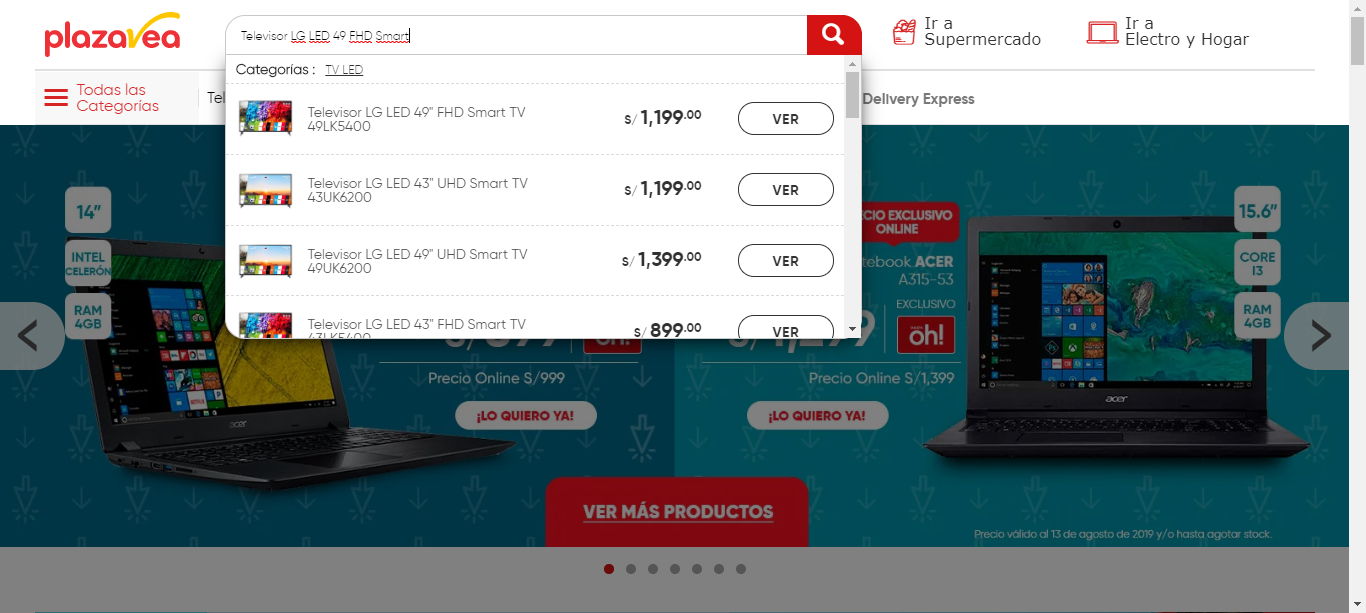 plazavea
Televisor LG LED 49 FHD Smart
Ir a
Supermercado
Ir a
Electro y Hogar
Todas las
Categorías
Tel
Categorías : TV LED
Delivery Express
Televisor LG LED 49" FHD Smart TV
49LK5400
S/ 1,199.00
VER
Televisor LG LED 43" UHD Smart TV
43UK6200
S/ 1,199.00
VER
Televisor LG LED 49" UHD Smart TV
49UK6200
S/ 1,399.00
VER
Televisor LG LED 43" FHD Smart TV
43LK5400
S/ 899.00
VER
14"
INTEL
CELERÓN
RAM
4GB
CIO EXCLUSIVO
ONLINE
tebook ACER
A315-53
EXCLUSIVO
oh!
oh!
15.6"
CORE
I3
RAM
4GB
Precio Online S/999
¡LO QUIERO YA!
Precio Online S/1,399
¡LO QUIERO YA!
acer
acer
VER MÁS PRODUCTOS
Precio válido al 13 de agosto de 2019 y/o hasta agotar stock.